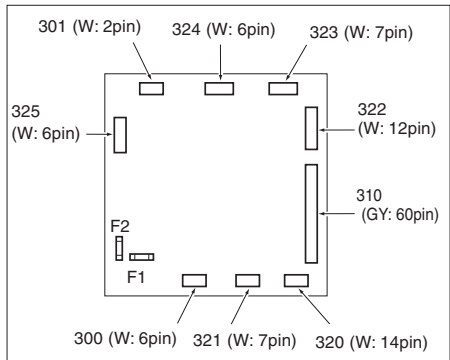 301 (W: 2pin)
324 (W: 6pin)
323 (W: 7pin)
325
(W: 6pin)
322
(W: 12pin)
310
(GY: 60pin)
F2
F1
300 (W: 6pin)
321 (W: 7pin)
320 (W: 14pin)